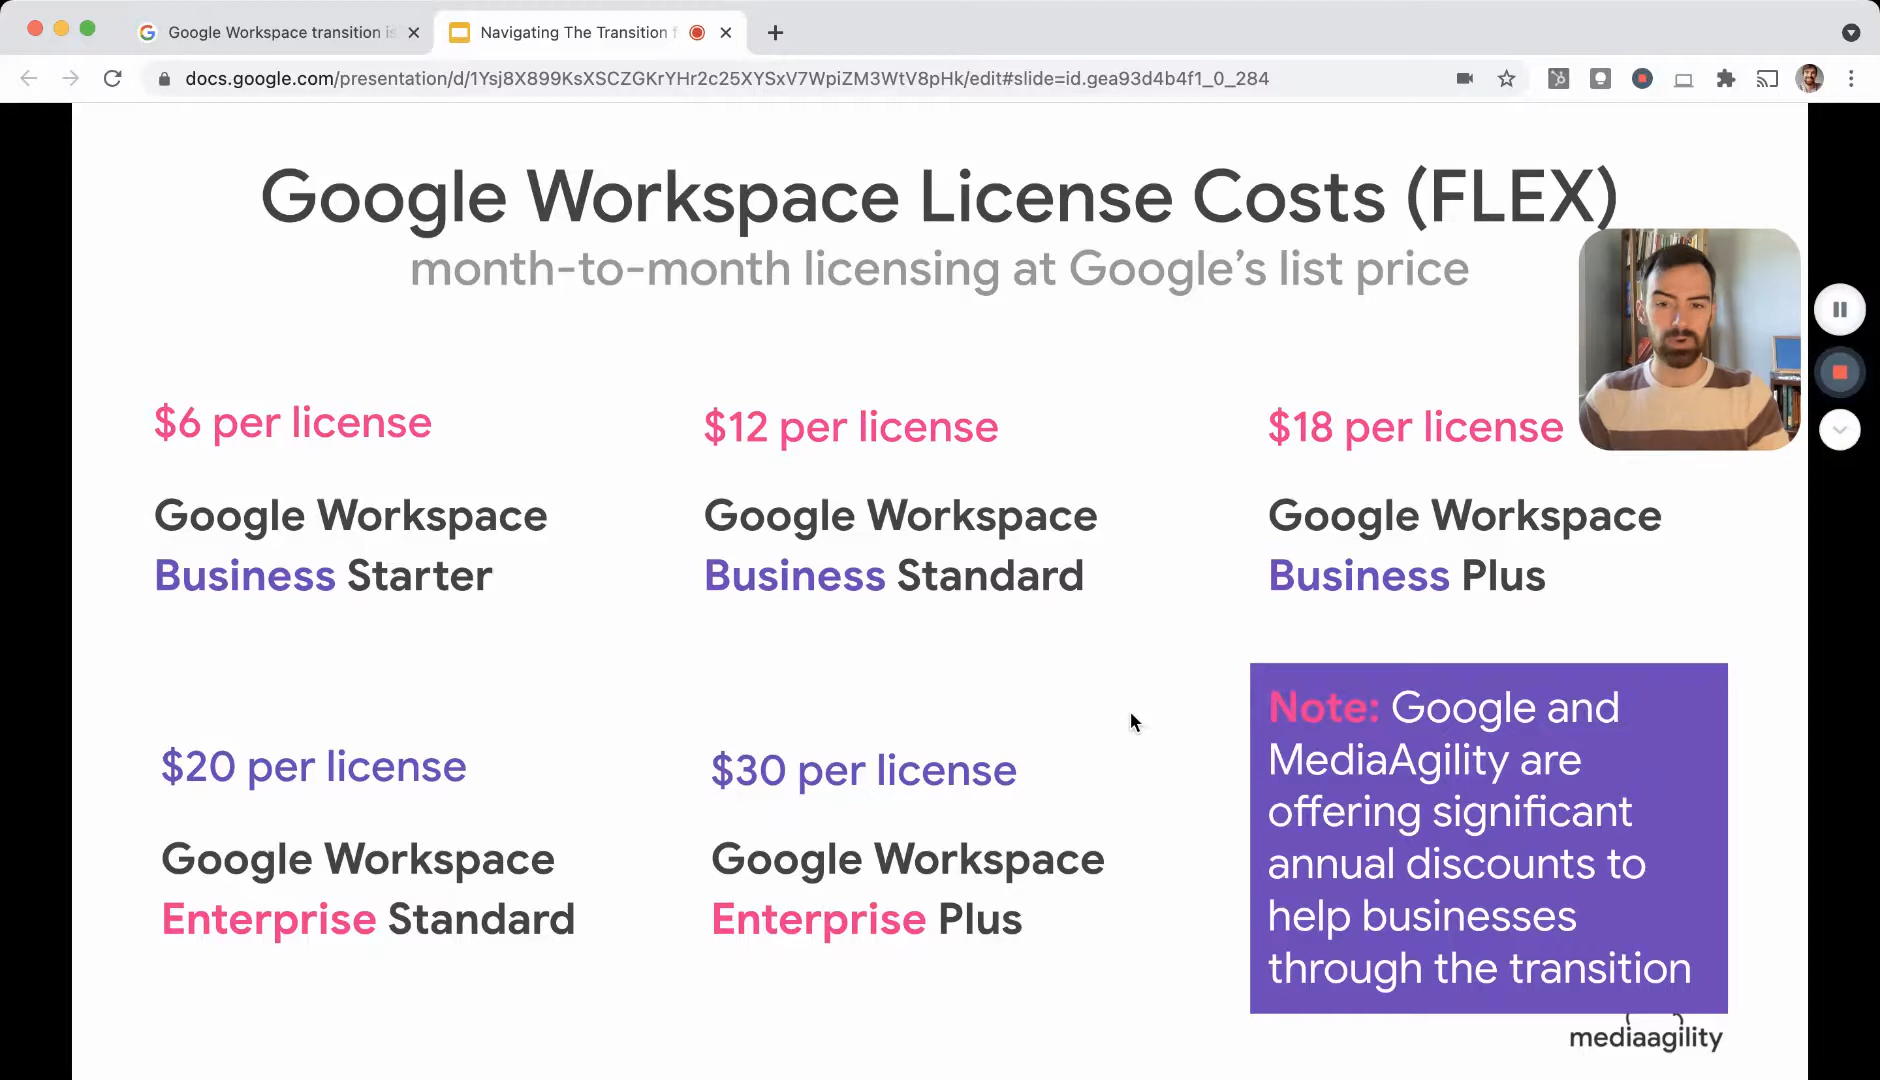 Google Workspace transition is
Navigating The Transition f
docs.google.com/presentation/d/1Ysj8X899KsXSCZGKrYHr2c25XYSxV7WpiZM3WtV8pHk/edit#slide=id.gea93d4b4f1_0_284
Google Workspace License Costs (FLEX)
month-to-month licensing at Google's list price
$6 per license
Google Workspace
Business Starter
$12 per license
Google Workspace
Business Standard
$18 per license
Google Workspace
Business Plus
$20 per license
Google Workspace
Enterprise Standard
$30 per license
Google Workspace
Enterprise Plus
Note: Google and
MediaAgility are
offering significant
annual discounts to
help businesses
through the transition
mediaagility